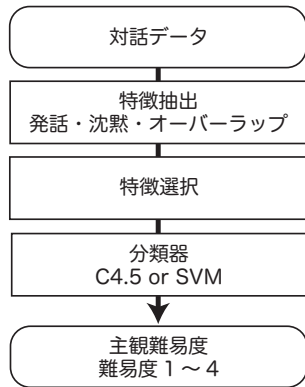 対話データ
特徴抽出
発話・沈黙・オーバーラップ
特徴選択
分類器
C4.5 or SVM
主観難易度
難易度 1 〜 4